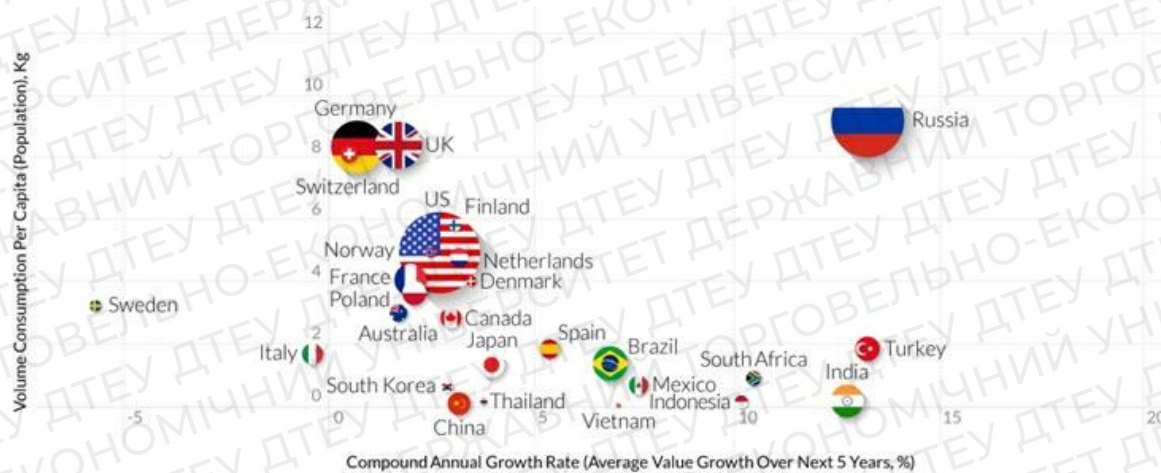 Volume Consumption Per Capita (Population), Kg
12
10
8
6
4
2
0
Germany
UK
Switzerland
Russia
US
Finland
Norway
Netherlands
France
Denmark
Poland
Sweden
Australia
Canada
Japan
Spain
Brazil
Italy
South Africa
Turkey
India
South Korea
Thailand
Mexico
Indonesia
China
Vietnam
-5
0
5
10
15
20
Compound Annual Growth Rate (Average Value Growth Over Next 5 Years, %)
ДТЕУ ДЕРЖАВНИЙ ТОРГОВЕЛЬНО-ЕКОНОМІЧНИЙ УНІВЕРСИТЕТ